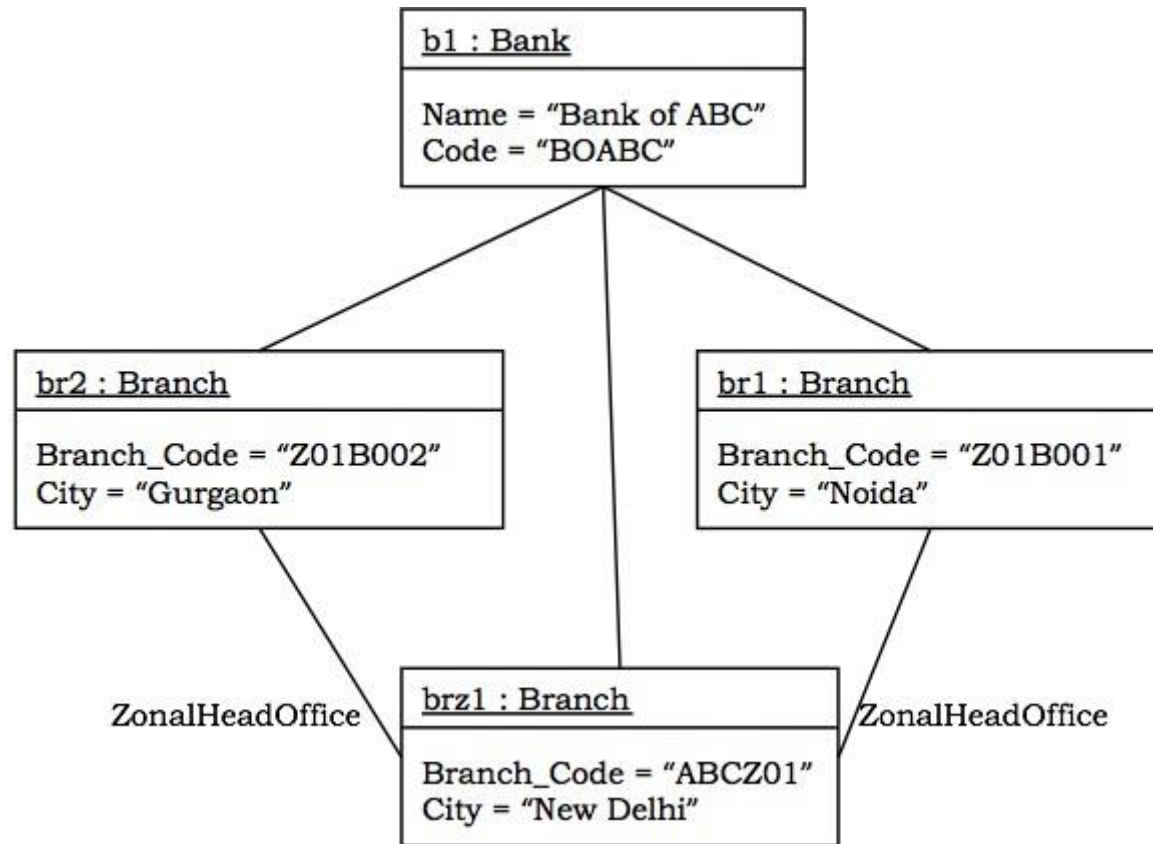 b1 : Bank
Name = “Bank of ABC”
Code = “BOABC”
br2 : Branch
Branch_Code = “Z01B002”
City = “Gurgaon”
br1 : Branch
Branch_Code = “Z01B001”
City = “Noida”
ZonalHeadOffice
brz1 : Branch
Branch_Code = “ABCZ01”
City = “New Delhi”
ZonalHeadOffice